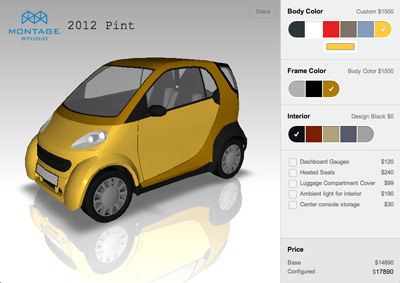 MONTAGE
STUDIO
2012 Pint
Share
Body Color Custom $1500
Frame Color Body Color $1500
Interior Design Black $0
Dashboard Gauges $120
Heated Seats $240
Luggage Compartment Cover $99
Ambient light for interior $190
Center console storage $30
Price
Base $14890
Configured $17890